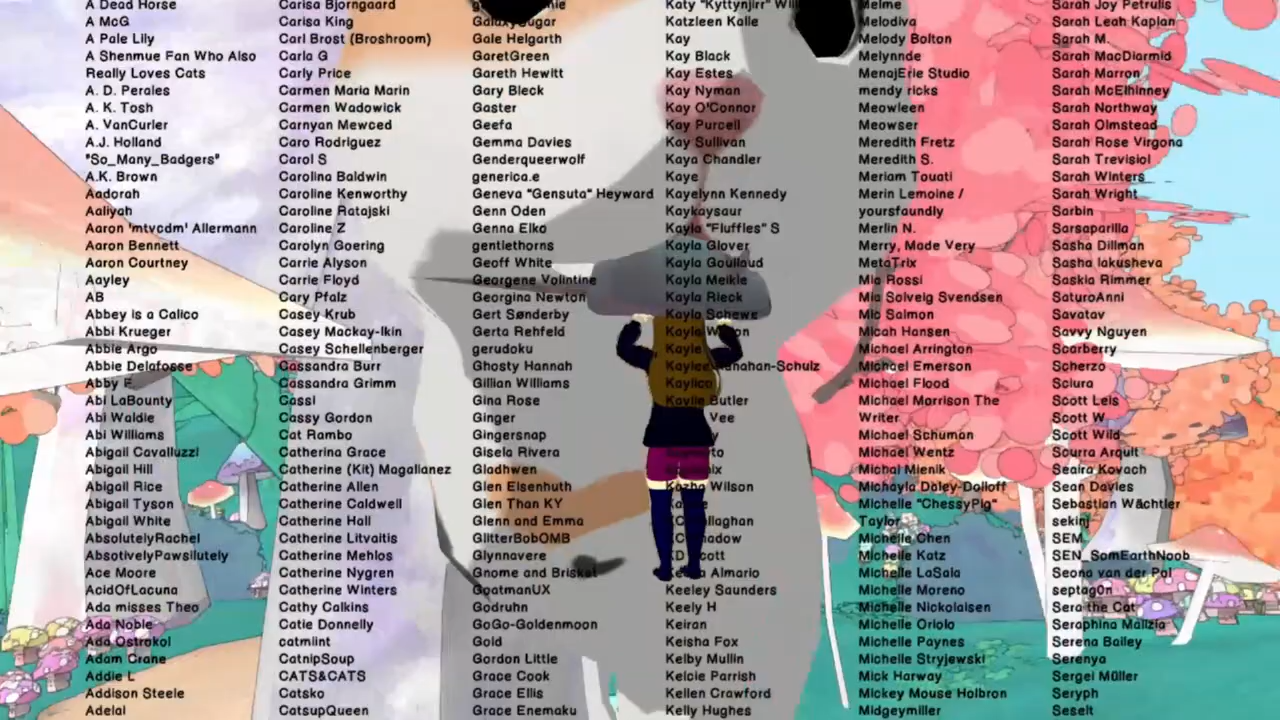 A Dead Horse
A McG
A Pale Lily
A Shenmue Fan Who Also
Really Loves Cats
A. D. Perales
A. K. Tosh
A. VanCurler
A.J. Holland
"So_Many_Badgers"
A.K. Brown
Aadorah
Aaliyah
Aaron 'mtvcdm' Allermann
Aaron Bennett
Aaron Courtney
Aayley
AB
Abbey is a Calico
Abbi Krueger
Abbie Argo
Abbie Delafosse
Abby F.
Abi LaBounty
Abi Waldie
Abi Williams
Abigail Cavalluzzi
Abigail Hill
Abigail Rice
Abigail Tyson
Abigail White
AbsolutelyRachel
AbsotivelyPawsilutely
Ace Moore
AcidOfLacuna
Ada misses Theo
Ada Noble
Ada Ostrokol
Adam Crane
Addie L
Addison Steele
Adelai
Carisa Bjorngaard
Carisa King
Carl Brost (Broshroom)
Carla G
Carly Price
Carmen Maria Marin
Carmen Wadowick
Carnyan Mewced
Caro Rodriguez
Carol S
Carolina Baldwin
Caroline Kenworthy
Caroline Ratajski
Caroline Z
Carolyn Goering
Carrie Alyson
Carrie Floyd
Cary Pfalz
Casey Krub
Casey Mackay-Ikin
Casey Schellenberger
Cassandra Burr
Cassandra Grimm
Cassi
Cassy Gordon
Cat Rambo
Catherina Grace
Catherine (Kit) Magallanez
Catherine Allen
Catherine Caldwell
Catherine Hall
Catherine Litvaitis
Catherine Mehlos
Catherine Nygren
Catherine Winters
Cathy Calkins
Catie Donnelly
catmiint
CatnipSoup
CATS&CATS
Catsko
CatsupQueen
GalaxySugar
Gale Helgarth
GaretGreen
Gareth Hewitt
Gary Bleck
Gaster
Geefa
Gemma Davies
Genderqueerwolf
generica.e
Geneva "Gensuta" Heyward
Genn Oden
Genna Elko
gentlethorns
Geoff White
Georgene Volintine
Georgina Newton
Gert Sønderby
Gerta Rehfeld
gerudoku
Ghosty Hannah
Gillian Williams
Gina Rose
Ginger
Gingersnap
Gisela Rivera
Gladhwen
Glen Elsenhuth
Glen Than KY
Glenn and Emma
GlitterBobOMB
Glynnavere
Gnome and Brisket
GoatmanUX
Godruhn
GoGo-Goldenmoon
Gold
Gordon Little
Grace Cook
Grace Ellis
Grace Enemaku
Katy "Kyttynjirr"
Katzleen Kalle
Kay
Kay Black
Kay Estes
Kay Nyman
Kay O'Connor
Kay Purcell
Kay Sullivan
Kaya Chandler
Kaye
Kayelynn Kennedy
Kaykaysaur
Kayla "Fluffles" S
Kayla Glover
Kayla Gouliaud
Kayla Meikle
Kayla Rieck
Kayla Schewe
Kayla
Kaylico
Kaylie Butler
Vee
Kazha Wilson
Almario
Keeley Saunders
Keely H
Keiran
Keisha Fox
Kelby Mullin
Kelcie Parrish
Kellen Crawford
Kelly Hughes
Melme
Melodiva
Melody Bolton
Melynnde
MenajErie Studio
mendy ricks
Meowleen
Meowser
Meredith Fretz
Meredith S.
Meriam Touati
Merin Lemoine /
yoursfaundly
Merlin N.
Merry, Made Very
MetaTrix
Mia Rossi
Mia Solveig Svendsen
Mic Salmon
Micah Hansen
Michael Arrington
Michael Emerson
Michael Flood
Michael Morrison The
Writer
Michael Schuman
Michael Wentz
Michal Mienik
Michayla Daley-Dolloff
Michelle "ChessyPig"
Taylor
Michelle Chen
Michelle Katz
Michelle LaSala
Michelle Moreno
Michelle Nickolaisen
Michelle Oriolo
Michelle Paynes
Michelle Stryjewski
Mick Harway
Mickey Mouse Holbron
Midgeymiller
Sarah Joy Petrulis
Sarah Leah Kaplan
Sarah M.
Sarah MacDiarmid
Sarah Marron
Sarah McElhinney
Sarah Northway
Sarah Olmstead
Sarah Rose Virgona
Sarah Trevisiol
Sarah Winters
Sarah Wright
Sarbin
Sarsaparilla
Sasha Dillman
Sasha Iakusheva
Saskia Rimmer
SaturoAnni
Savatav
Savvy Nguyen
Scarberry
Scherzo
Sciura
Scott Leis
Scott W
Scott Wild
Scurra Arquit
Seaira Kovach
Sean Davies
Sebastian Wächtler
sekinj
SEM
SEN_SomEarthNoob
Seona van der Pol
septag0n
Sera the Cat
Seraphina Malizia
Serena Bailey
Serenya
Sergei Müller
Seryph
Seselt